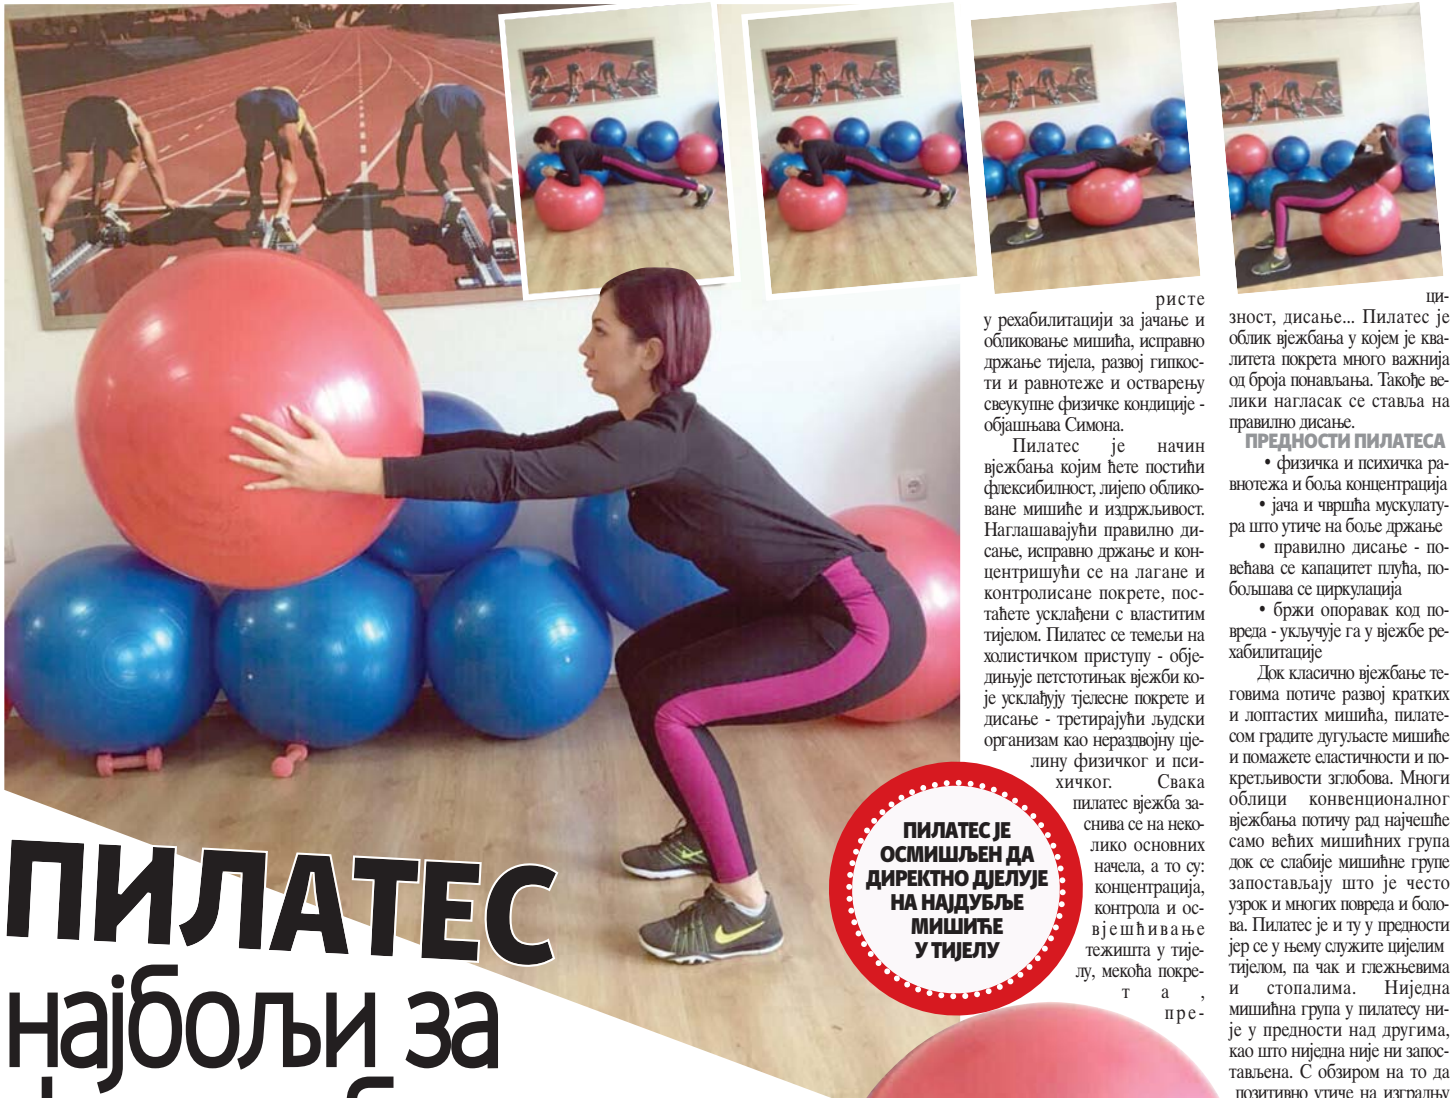 ПИЛАТЕС
најбољи за
ристе
у рехабилитацији за јачање и
обликовање мишића, исправно
држање тијела, развој гипкос-
ти и равнотеже и остварењу
свеукупне физичке кондиције -
објашњава Симона.
Пилатес је начин
вјежбања којим ћете постићи
флексибилност, лијепо облико-
ване мишиће и издржљивост.
Наглашавајући правилно ди-
сање, исправно држање и кон-
центришући се на лагане и
контролисане покрете, пос-
таћете усклађени с властитим
тијелом. Пилатес се темељи на
холистичком приступу - обје-
дињује петстотињак вјежби ко-
је усклађују тјелесне покрете и
дисање - третирајући људски
организам као нераздвојну цје-
лину физичког и пси-
хичког. Свака
пилатес вјежба за-
снива се на неко-
лико основних
начела, а то су:
концентрација,
контрола и ос-
вјешћивање
тежишта у тије-
лу, мекоћа покре-
та,
пре-
ПИЛАТЕС ЈЕ
ОСМИШЉЕН ДА
ДИРЕКТНО ДЈЕЛУЈЕ
НА НАЈДУБЉЕ
МИШИЋЕ
У ТИЈЕЛУ
ци-
зност, дисање... Пилатес је
облик вјежбања у којем је ква-
литета покрета много важнија
од броја понављања. Такође ве-
лики нагласак се ставља на
правилно дисање.
ПРЕДНОСТИ ПИЛАТЕСА
• физичка и психичка ра-
внотежа и боља концентрација
• јача и чвршћа мускулату-
ра што утиче на боље држање
• правилно дисање - по-
већава се капацитет плућа, по-
бољшава се циркулација
• бржи опоравак код по-
вреда - укључује га у вјежбе ре-
хабилитације
Док класично вјежбање те-
говима потиче развој кратких
и лоптастих мишића, пилате-
сом градите дугуљасте мишиће
и помажете еластичности и по-
кретљивости зглобова. Многи
облици конвенционалног
вјежбања потичу рад најчешће
само већих мишићних група
док се слабије мишићне групе
запостављају што је често
узрок и многих повреда и боло-
ва. Пилатес је и ту у предности
јер се у њему служите цијелим
тијелом, па чак и глежњевима
и стопалима. Ниједна
мишићна група у пилатесу ни-
је у предности над другима,
као што ниједна није ни запос-
тављена. С обзиром на то да
позитивно утиче на изградњу